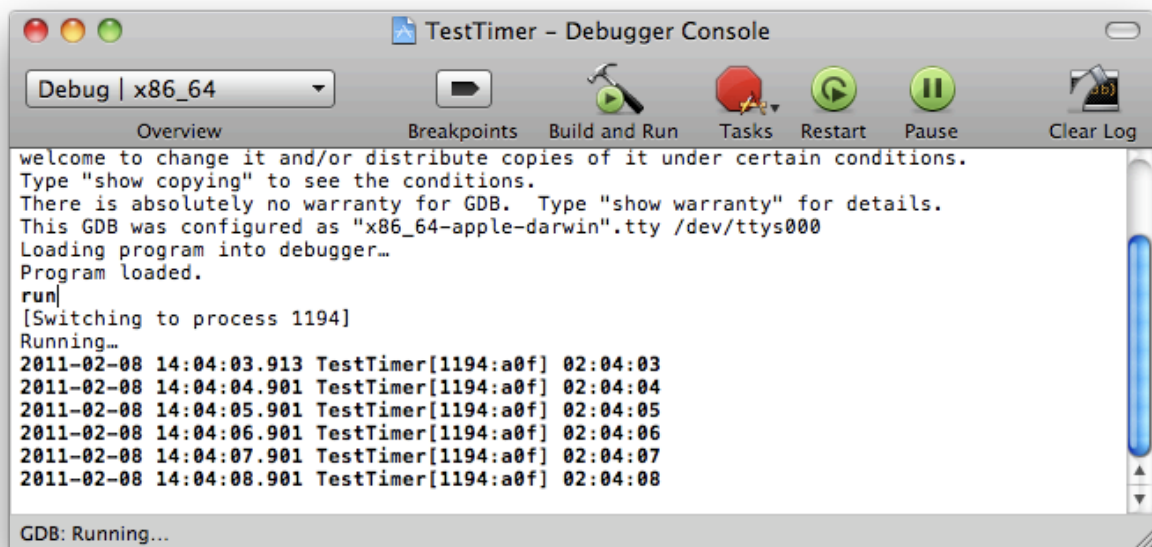 TestTimer – Debugger Console
Debug | x86_64
Overview Breakpoints Build and Run Tasks Restart Pause Clear Log
welcome to change it and/or distribute copies of it under certain conditions.
Type "show copying" to see the conditions.
There is absolutely no warranty for GDB.  Type "show warranty" for details.
This GDB was configured as "x86_64-apple-darwin".tty /dev/ttys000
Loading program into debugger…
Program loaded.
run
[Switching to process 1194]
Running…
2011-02-08 14:04:03.913 TestTimer[1194:a0f] 02:04:03
2011-02-08 14:04:04.901 TestTimer[1194:a0f] 02:04:04
2011-02-08 14:04:05.901 TestTimer[1194:a0f] 02:04:05
2011-02-08 14:04:06.901 TestTimer[1194:a0f] 02:04:06
2011-02-08 14:04:07.901 TestTimer[1194:a0f] 02:04:07
2011-02-08 14:04:08.901 TestTimer[1194:a0f] 02:04:08
GDB: Running…